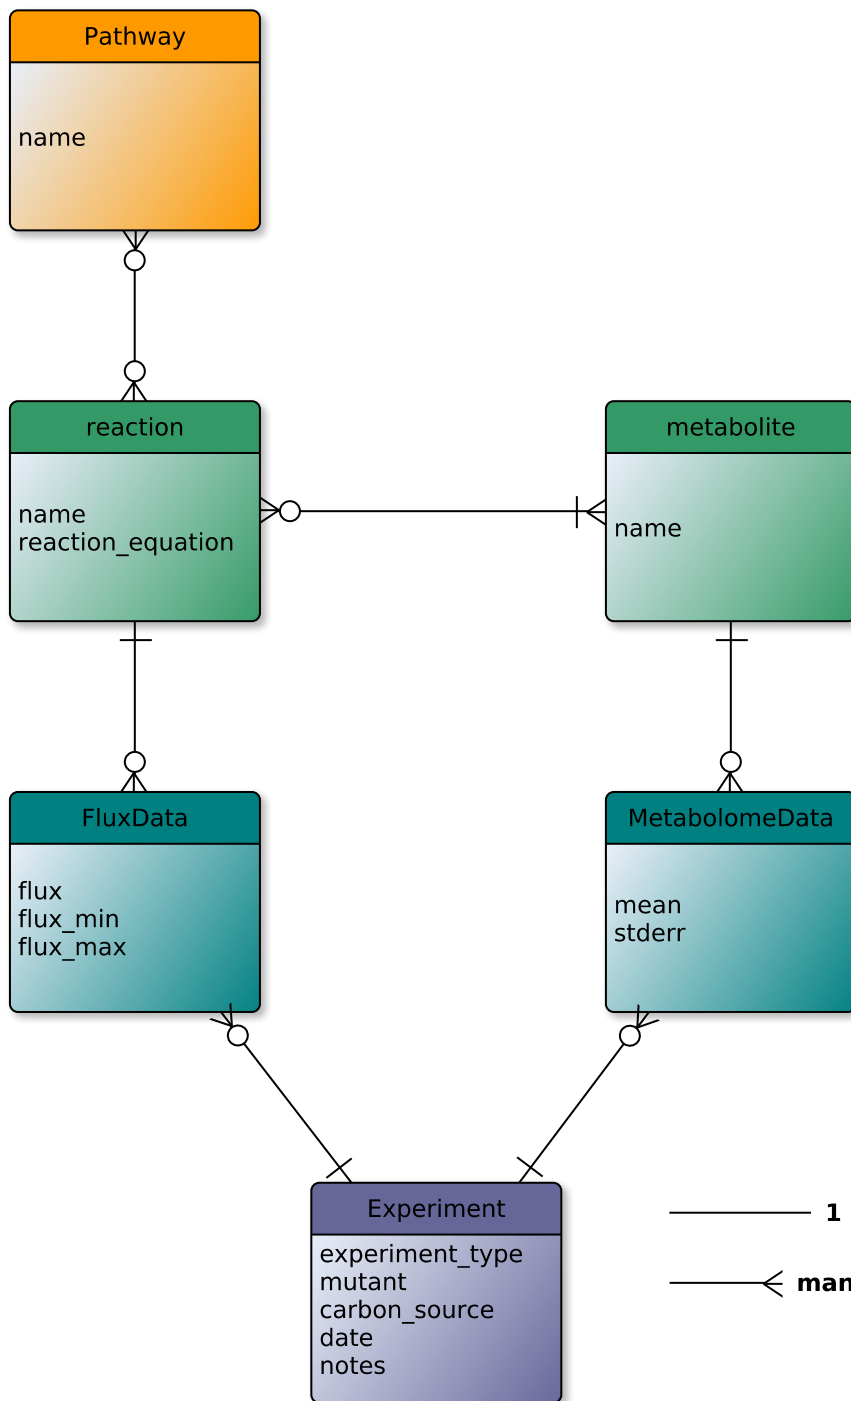 Pathway
name
reaction
name
reaction_equation
metabolite
name
FluxData
flux
flux_min
flux_max
MetabolomeData
mean
stderr
Experiment
experiment_type
mutant
carbon_source
date
notes
1